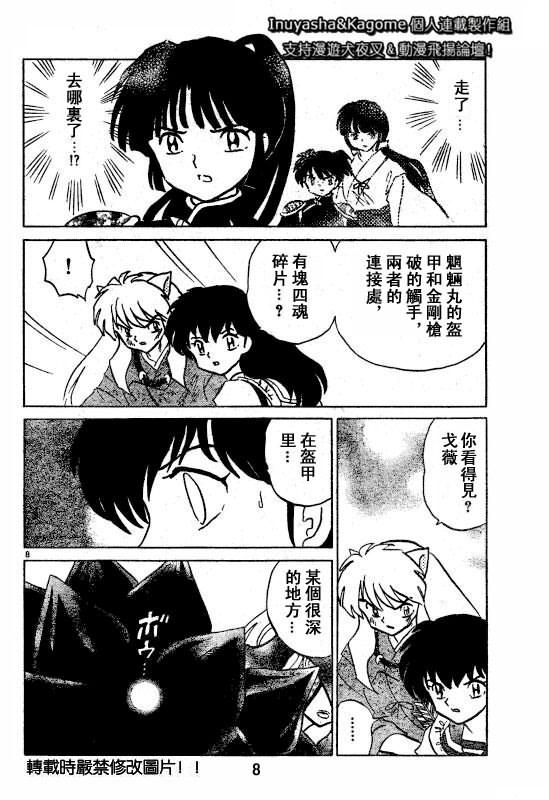 Inuyasha&Kagome 個人連載製作組
支持漫遊犬夜叉&動漫飛揚論壇!
走了…
去哪裏
了…!?
魍魎丸的盔
甲和金剛槍
破的觸手,
兩者的
連接處,
有塊四魂
碎片…?
!
你看得見?
戈薇
在盔甲
里…
……
某個很深
的地方…
ボウ…
8
轉載時嚴禁修改圖片!!
8